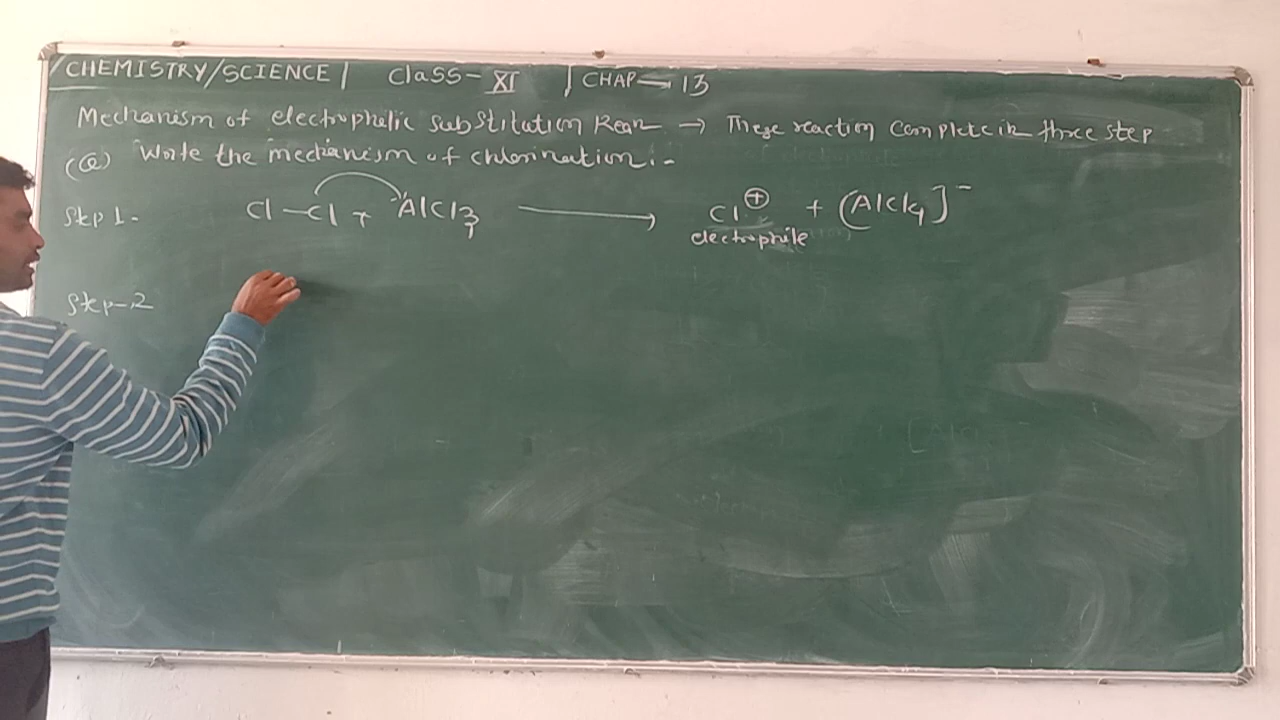 CHEMISTRY/SCIENCE | Class-XI | CHAP → 13
Mechanism of electrophelic substitution Rean → These reaction Complete in three step
(a) Write the mechanism of chlorination :-
Step 1- Cl—Cl + AlCl3 ⟶ Cl⊕ + (AlCl4]⁻
electrophile
Step-2